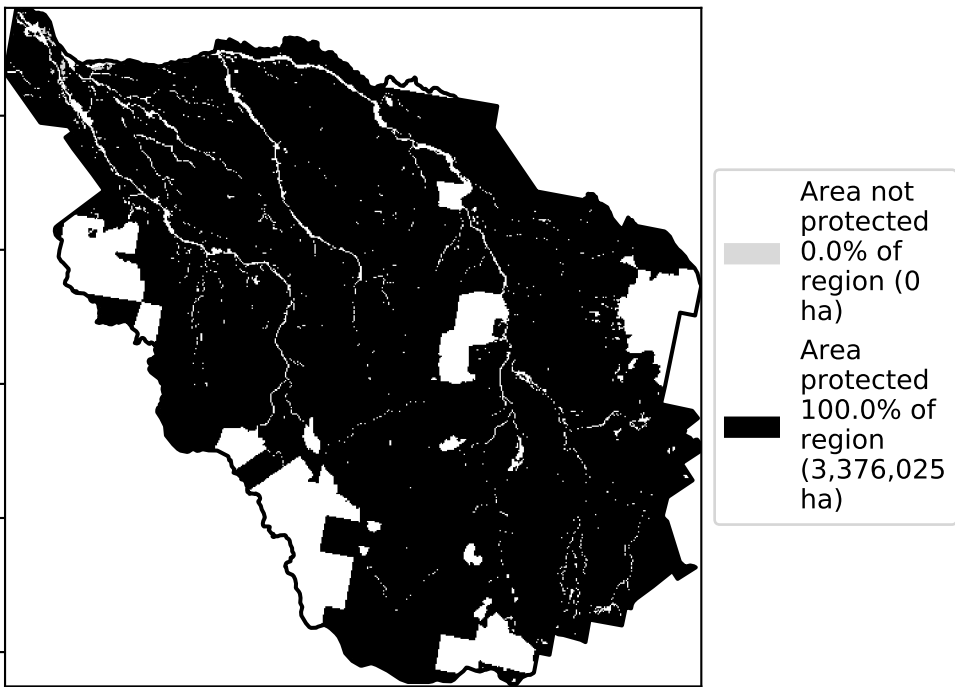 Area not
protected
0.0% of
region (0
ha)
Area
protected
100.0% of
region
(3,376,025
ha)